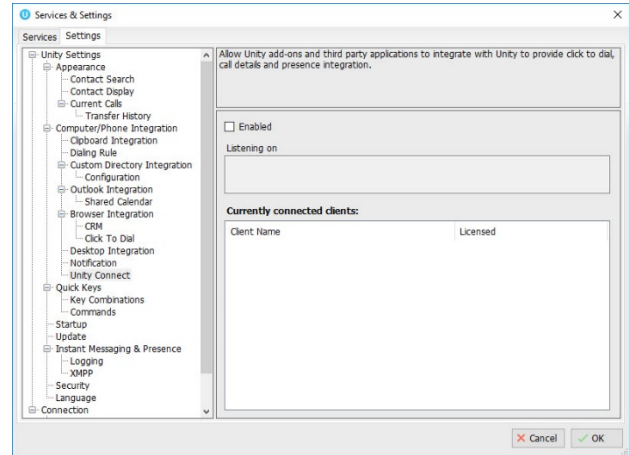 Services & Settings
Services
Settings
Unity Settings
Appearance
Contact Search
Contact Display
Current Calls
Transfer History
Computer/Phone Integration
Clipboard Integration
Dialing Rule
Custom Directory Integration
Configuration
Outlook Integration
Shared Calendar
Browser Integration
CRM
Click To Dial
Desktop Integration
Notification
Unity Connect
Quick Keys
Key Combinations
Commands
Startup
Update
Instant Messaging & Presence
Logging
XMPP
Security
Language
Connection
Allow Unity add-ons and third party applications to integrate with Unity to provide click to dial,
call details and presence integration.
Enabled
Listening on
Currently connected clients:
Client Name Licensed
Cancel
OK